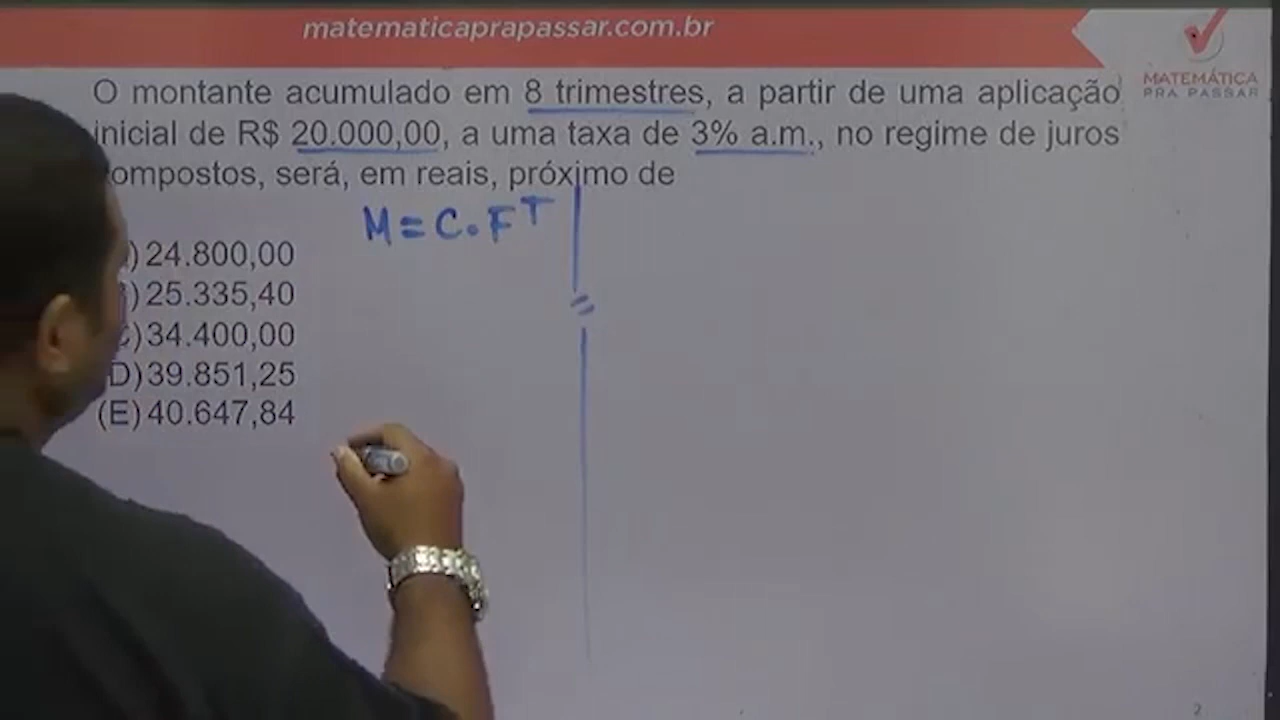 matematicaprapassar.com.br
MATEMÁTICA
PRA PASSAR
O montante acumulado em 8 trimestres, a partir de uma aplicação
inicial de R$ 20.000,00, a uma taxa de 3% a.m., no regime de juros
ompostos, será, em reais, próximo de
M = C.F^T
) 24.800,00
) 25.335,40
) 34.400,00
D) 39.851,25
(E) 40.647,84
2